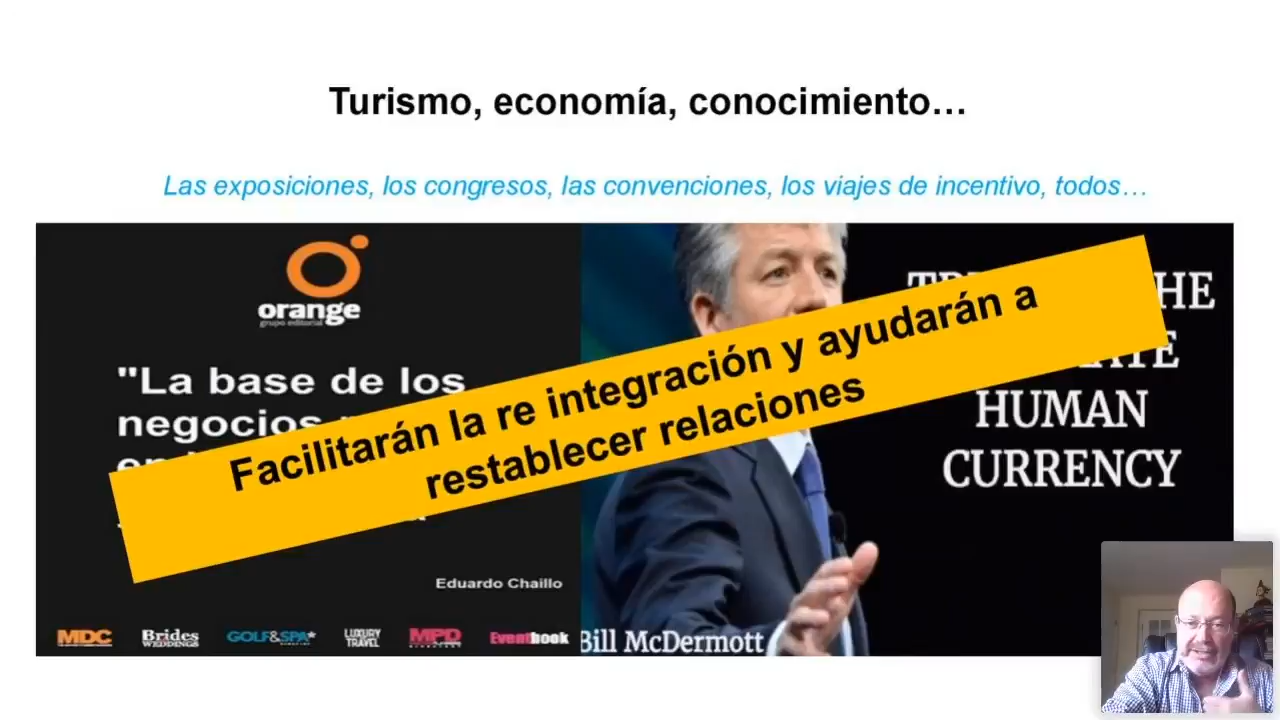 Turismo, economía, conocimiento…
Las exposiciones, los congresos, las convenciones, los viajes de incentivo, todos…
orange
grupo editorial
"La base de los
negocios
Facilitarán la re integración y ayudarán a
restablecer relaciones
Eduardo Chaillo
MDC
Brides
WEDDINGS
GOLF&SPA*
LUXURY
TRAVEL
MPD
Eventbook
HE
HUMAN
CURRENCY
Bill McDermott